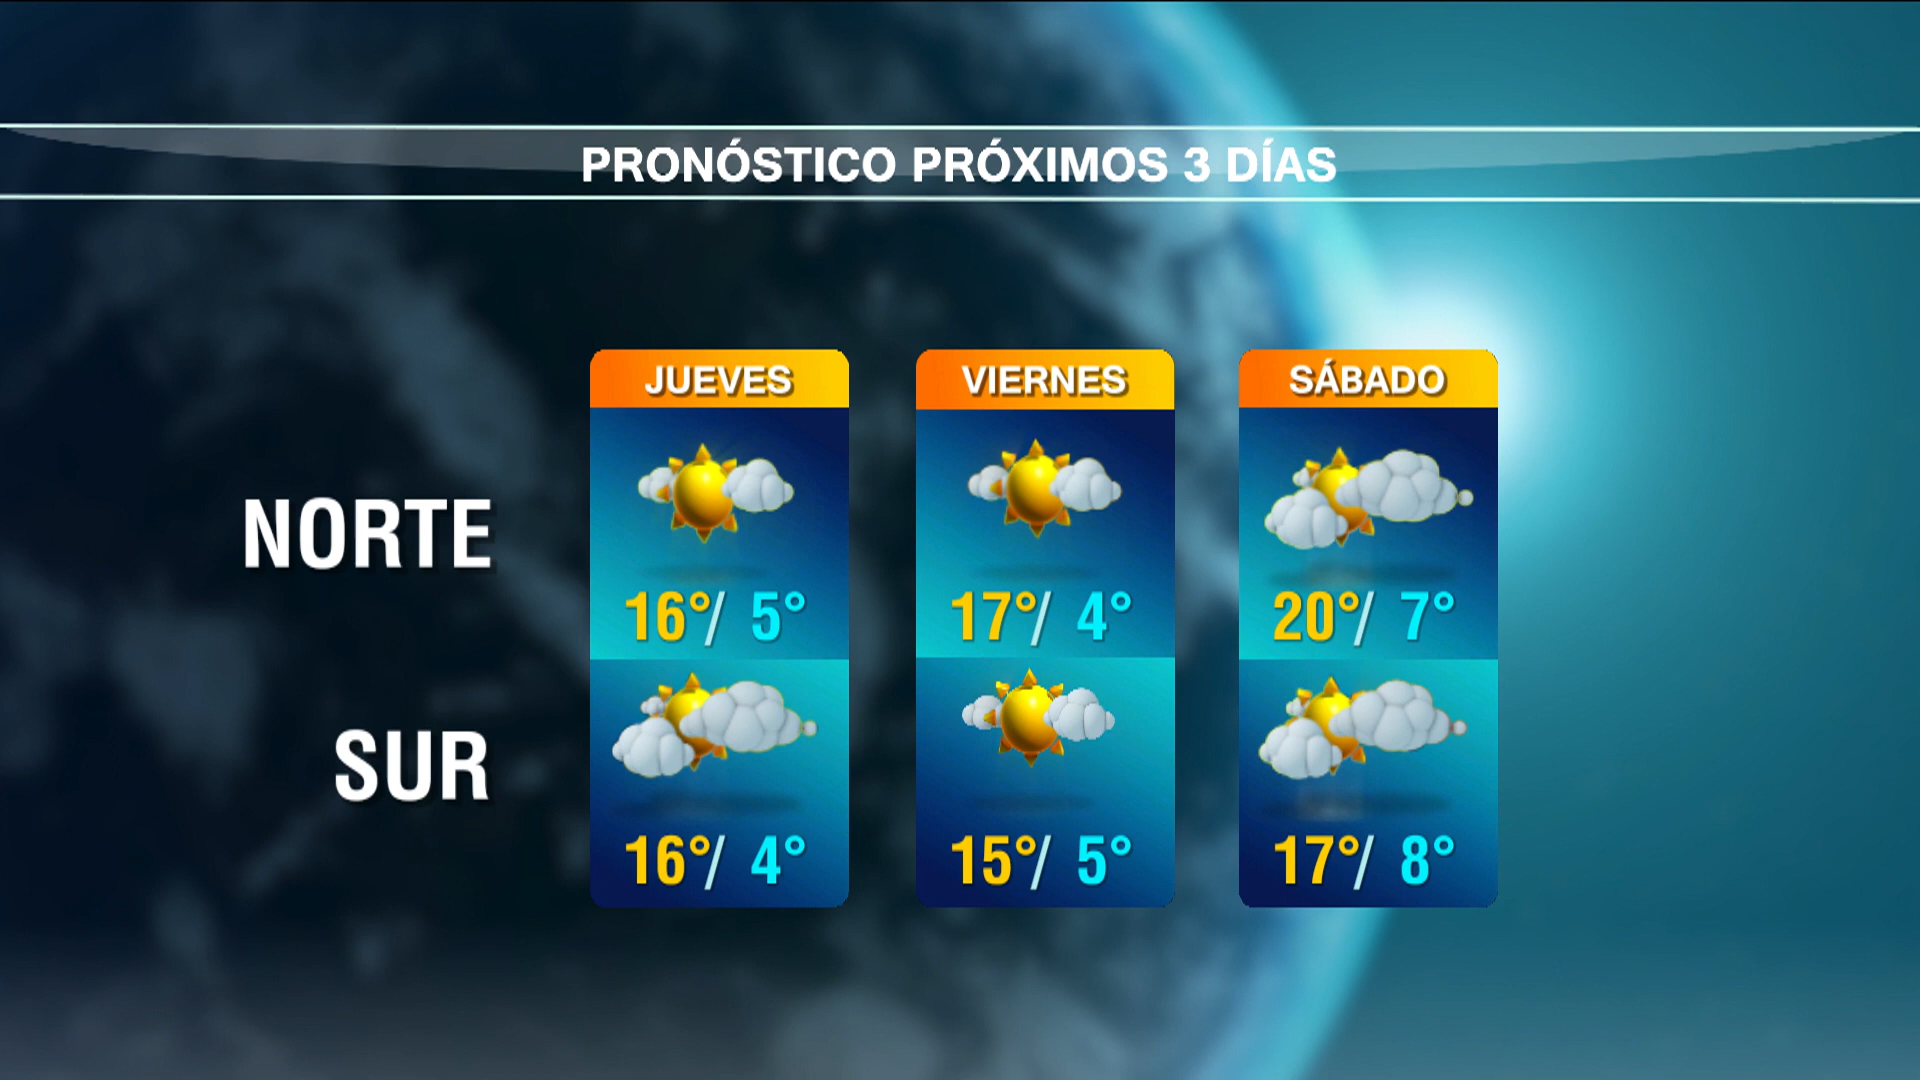 PRONÓSTICO PRÓXIMOS 3 DÍAS
JUEVES VIERNES SÁBADO
NORTE
16°/ 5° 17°/ 4° 20°/ 7°
SUR
16°/ 4° 15°/ 5° 17°/ 8°